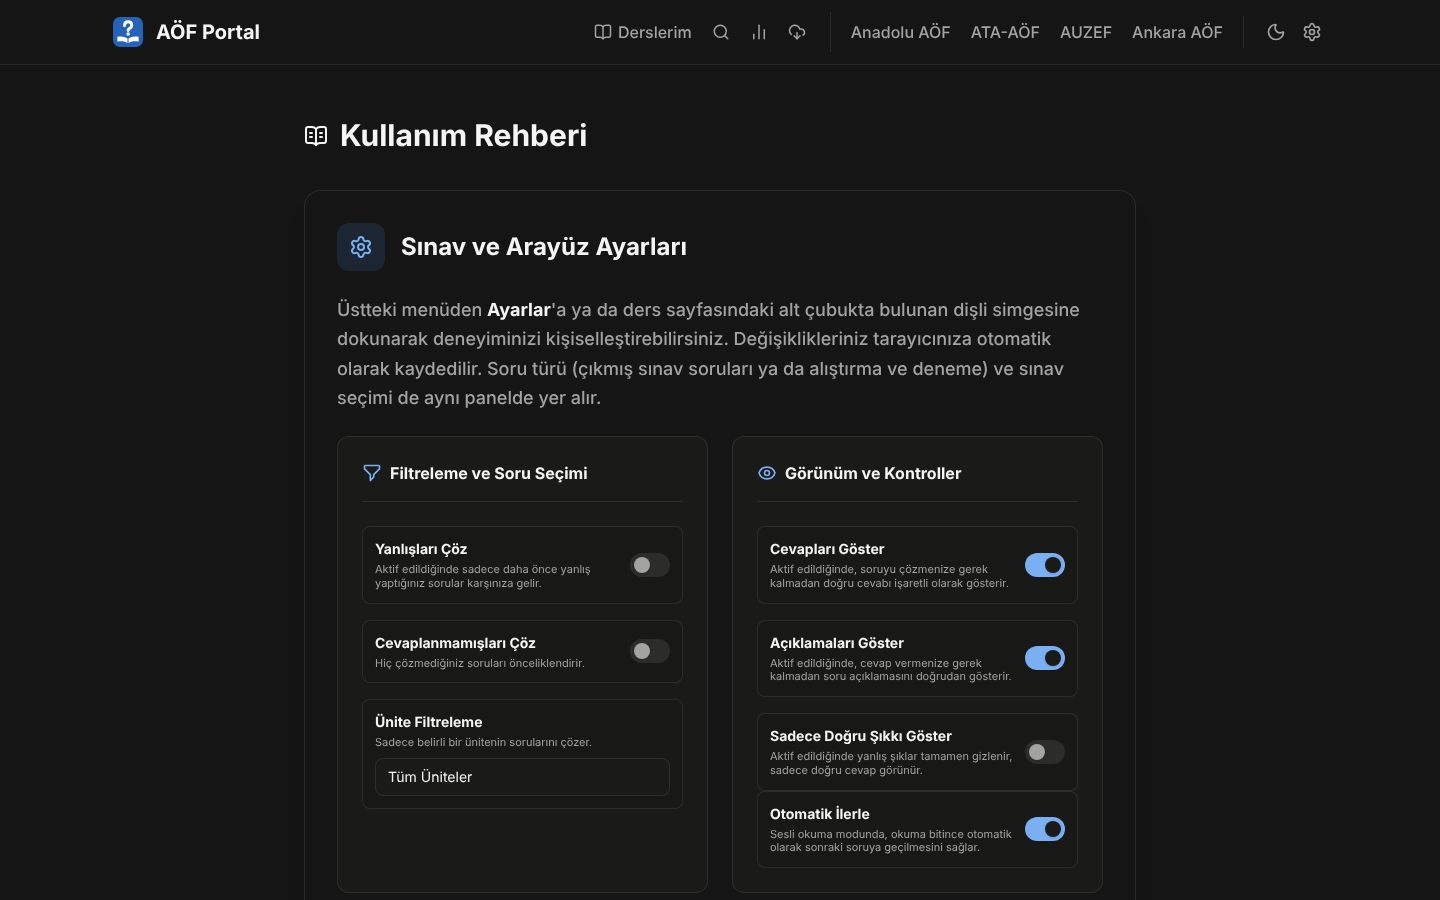 AÖF Portal
Derslerim
Anadolu AÖF
ATA-AÖF
AUZEF
Ankara AÖF
Kullanım Rehberi
Sınav ve Arayüz Ayarları
Üstteki menüden Ayarlar'a ya da ders sayfasındaki alt çubukta bulunan dişli simgesine
dokunarak deneyiminizi kişiselleştirebilirsiniz. Değişiklikleriniz tarayıcınıza otomatik
olarak kaydedilir. Soru türü (çıkmış sınav soruları ya da alıştırma ve deneme) ve sınav
seçimi de aynı panelde yer alır.
Filtreleme ve Soru Seçimi
Yanlışları Çöz
Aktif edildiğinde sadece daha önce yanlış
yaptığınız sorular karşınıza gelir.
Cevaplanmamışları Çöz
Hiç çözmediğiniz soruları önceliklendirir.
Ünite Filtreleme
Sadece belirli bir ünitenin sorularını çözer.
Tüm Üniteler
Görünüm ve Kontroller
Cevapları Göster
Aktif edildiğinde, soruyu çözmenize gerek
kalmadan doğru cevabı işaretli olarak gösterir.
Açıklamaları Göster
Aktif edildiğinde, cevap vermenize gerek
kalmadan soru açıklamasını doğrudan gösterir.
Sadece Doğru Şıkkı Göster
Aktif edildiğinde yanlış şıklar tamamen gizlenir,
sadece doğru cevap görünür.
Otomatik İlerle
Sesli okuma modunda, okuma bitince otomatik
olarak sonraki soruya geçilmesini sağlar.